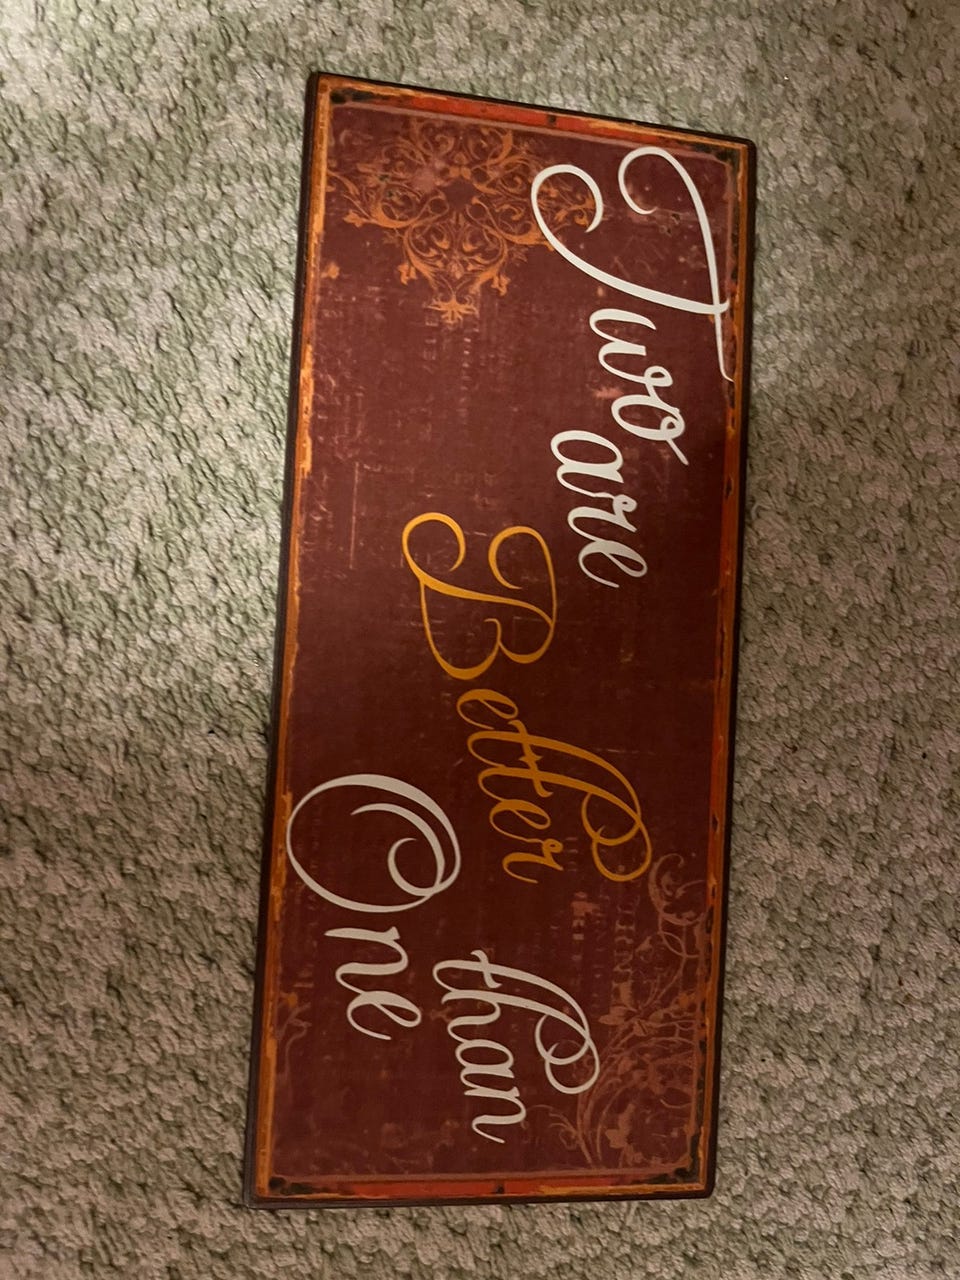 Two are
Better
than
One